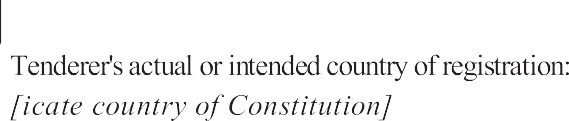 Tenderer's actual or intended country of registration:
[icate country of Constitution]